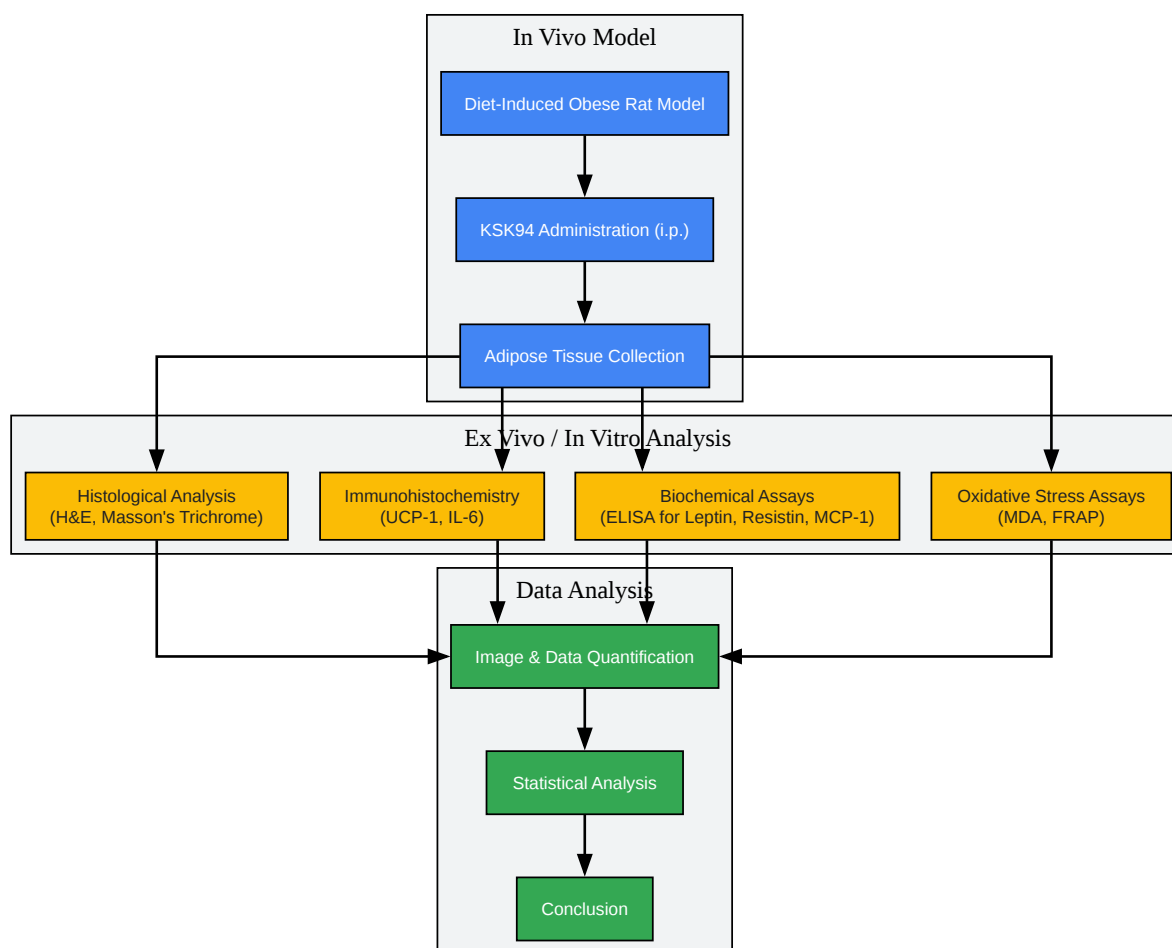 In Vivo Model
Diet-Induced Obese Rat Model
KSK94 Administration (i.p.)
Adipose Tissue Collection
Ex Vivo / In Vitro Analysis
Histological Analysis
(H&E, Masson's Trichrome)
Immunohistochemistry
(UCP-1, IL-6)
Biochemical Assays
(ELISA for Leptin, Resistin, MCP-1)
Oxidative Stress Assays
(MDA, FRAP)
Data Analysis
Image & Data Quantification
Statistical Analysis
Conclusion